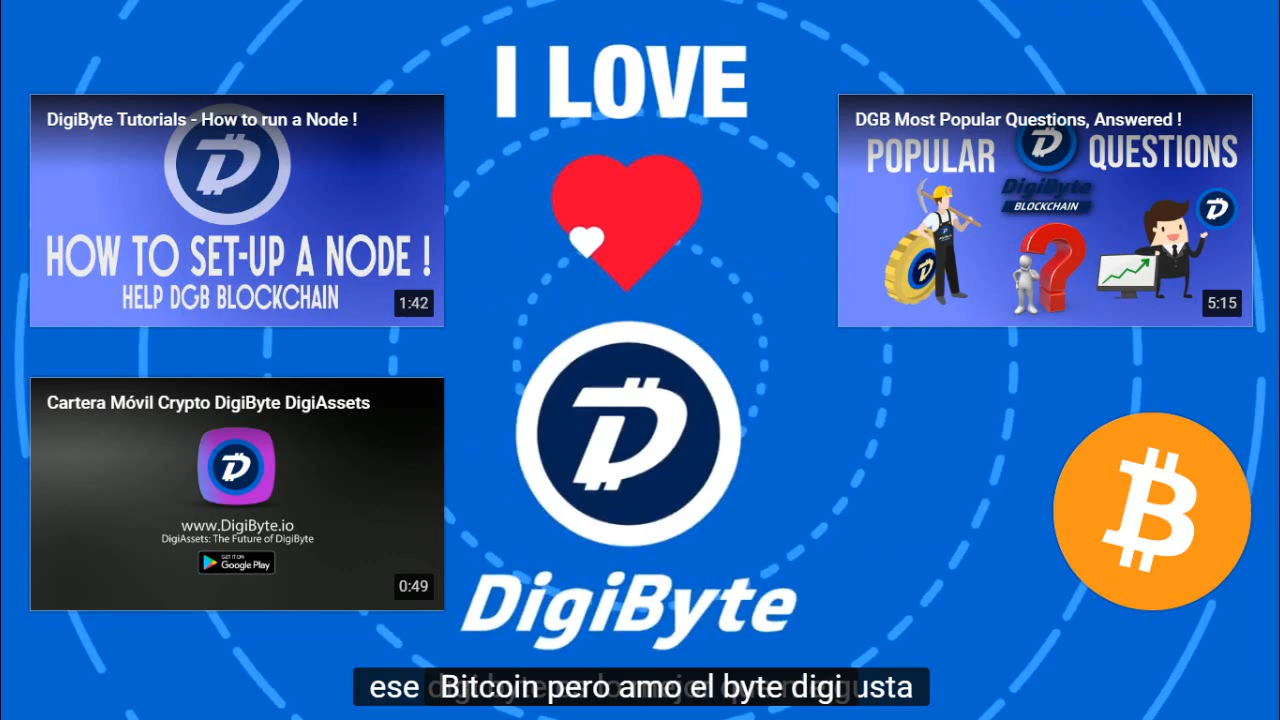 I LOVE
DigiByte Tutorials - How to run a Node !
HOW TO SET-UP A NODE !
HELP DGB BLOCKCHAIN
1:42
DGB Most Popular Questions, Answered !
POPULAR QUESTIONS
DigiByte
BLOCKCHAIN
5:15
Cartera Móvil Crypto DigiByte DigiAssets
www.DigiByte.io
DigiAssets: The Future of DigiByte
GET IT ON
Google Play
0:49
DigiByte
ese Bitcoin pero amo el byte digi usta